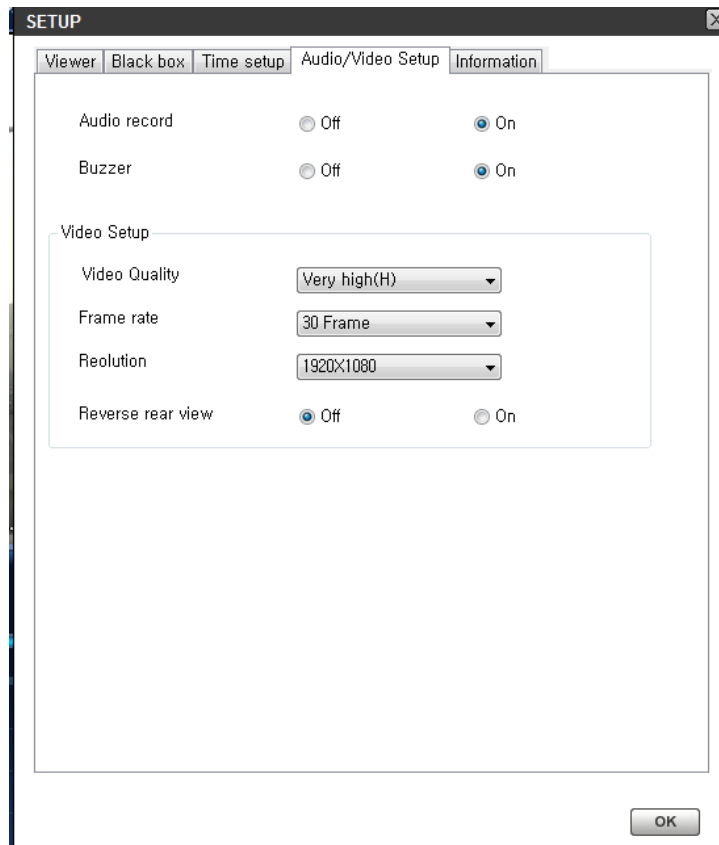 SETUP
Viewer Black box Time setup Audio/Video Setup Information
Audio record Off On
Buzzer Off On
Video Setup
Video Quality Very high(H)
Frame rate 30 Frame
Reolution 1920X1080
Reverse rear view Off On
OK